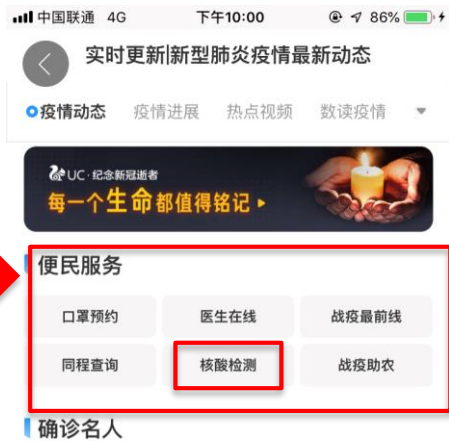 中国联通 4G 下午10:00 86%
实时更新|新型肺炎疫情最新动态
疫情动态 疫情进展 热点视频 数读疫情
UC·纪念新冠逝者
每一个生命都值得铭记
便民服务
口罩预约 医生在线 战疫最前线
同程查询 核酸检测 战疫助农
确诊名人